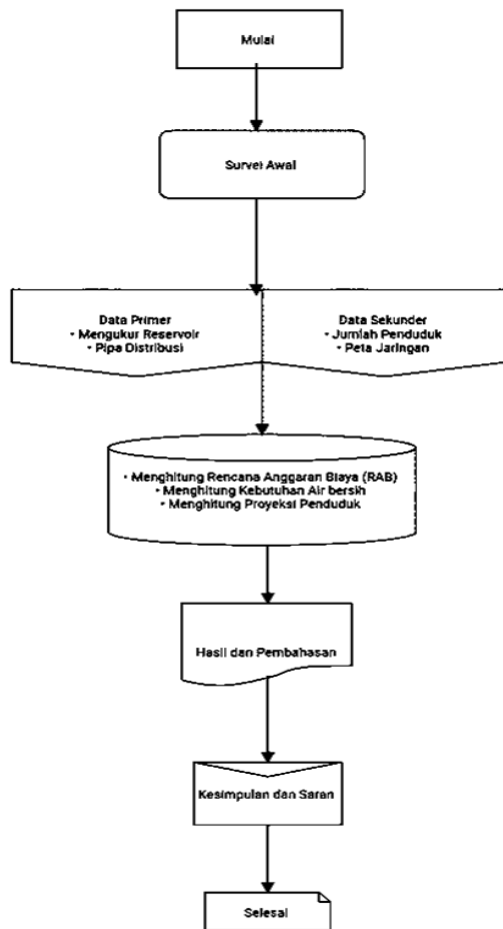 Mulai
Survei Awal
Data Primer
• Mengukur Reservoir
• Pipa Distribusi
Data Sekunder
• Jumlah Penduduk
• Peta Jaringan
• Menghitung Rencana Anggaran Biaya (RAB)
• Menghitung Kebutuhan Air bersih
• Menghitung Proyeksi Penduduk
Hasil dan Pembahasan
Kesimpulan dan Saran
Selesai